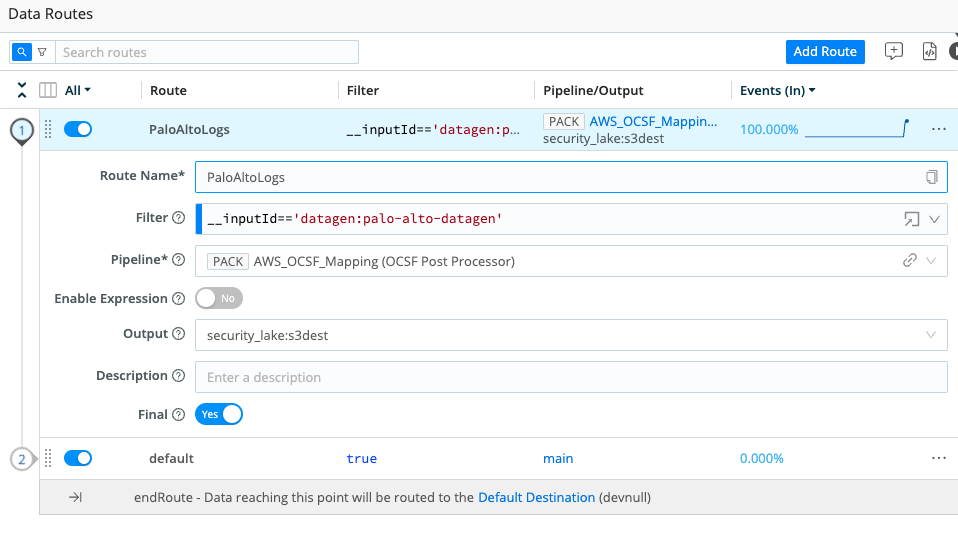 Data Routes
Search routes
Add Route
All Route Filter Pipeline/Output Events (In)
1 PaloAltoLogs __inputId=='datagen:p... PACK AWS_OCSF_Mappin... 100.000% ...
security_lake:s3dest
Route Name* PaloAltoLogs
Filter ? __inputId=='datagen:palo-alto-datagen'
Pipeline* ? PACK AWS_OCSF_Mapping (OCSF Post Processor)
Enable Expression ? No
Output ? security_lake:s3dest
Description ? Enter a description
Final ? Yes
2 default true main 0.000% ...
endRoute - Data reaching this point will be routed to the Default Destination (devnull)